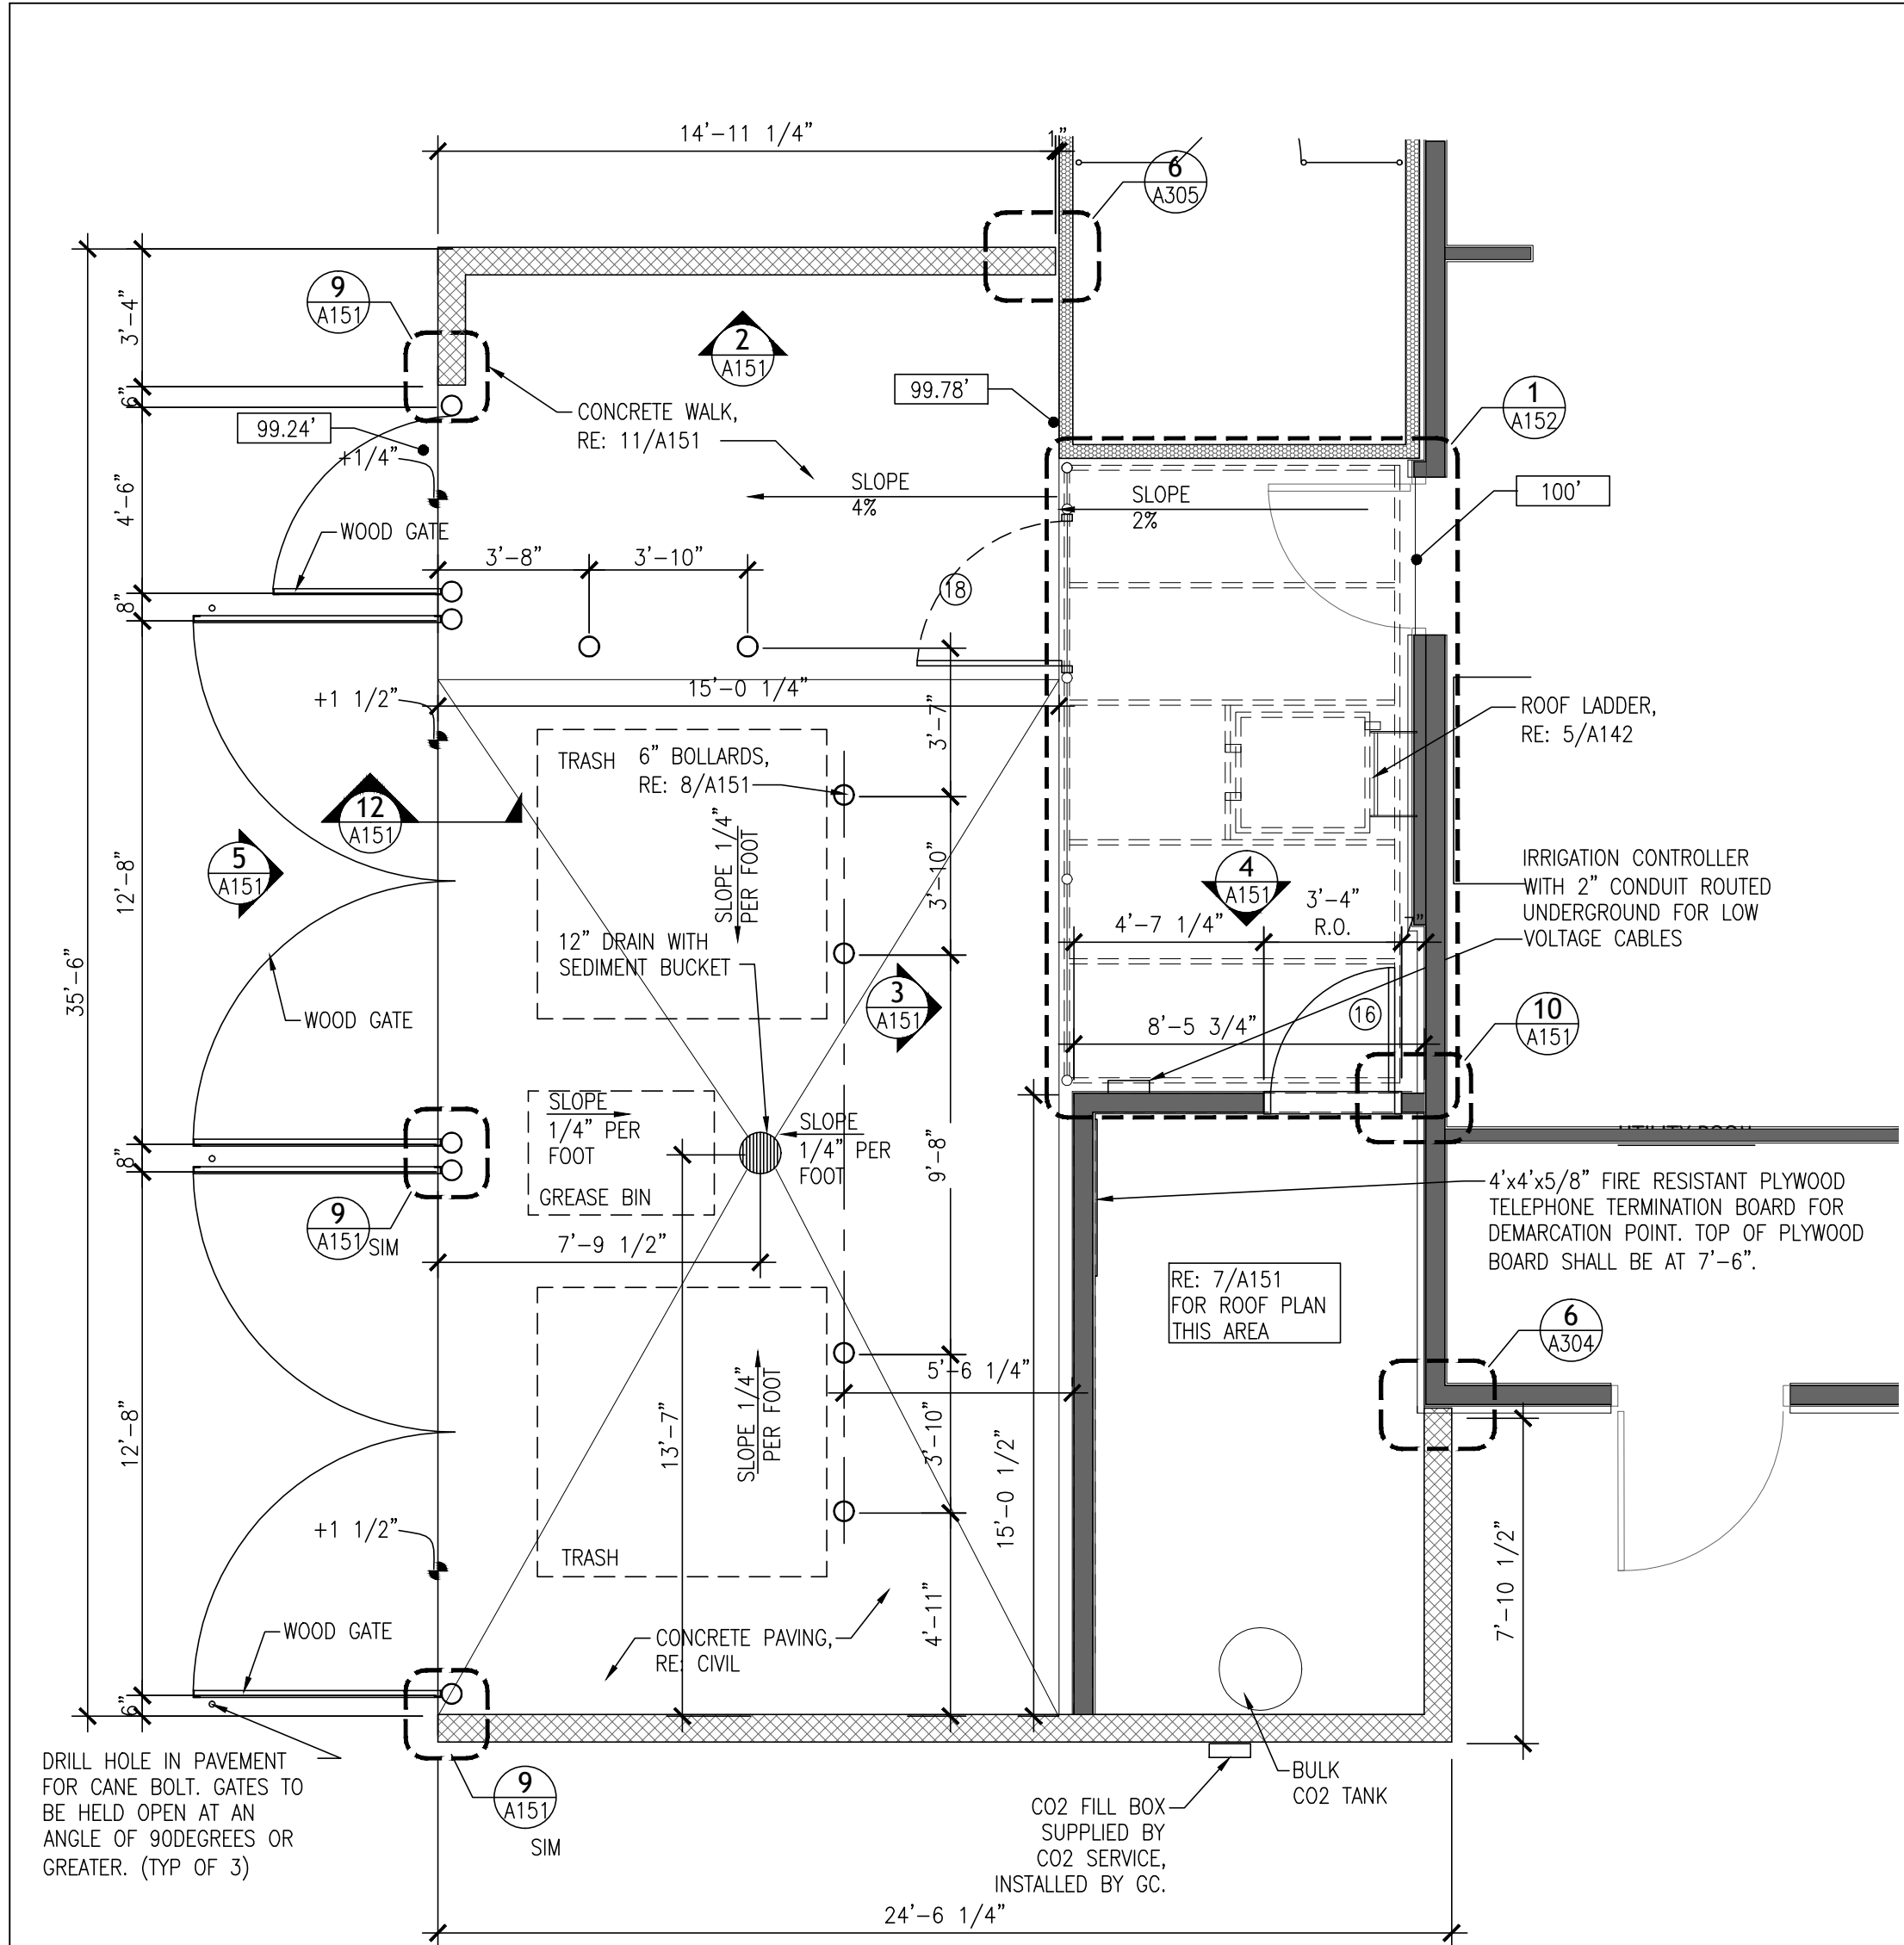 14'-11 1/4"
1"
6
A305
9
A151
3'-4"
6"
2
A151
99.24'
99.78'
CONCRETE WALK,
RE: 11/A151
1
A152
+1/4"
4'-6"
SLOPE
4%
SLOPE
2%
100'
WOOD GATE
3'-8"
3'-10"
18
8"
15'-0 1/4"
+1 1/2"
3'-7"
ROOF LADDER,
RE: 5/A142
TRASH
6" BOLLARDS,
RE: 8/A151
12
A151
SLOPE 1/4"
PER FOOT
5
A151
12'-8"
3'-10"
4
A151
IRRIGATION CONTROLLER
WITH 2" CONDUIT ROUTED
UNDERGROUND FOR LOW
VOLTAGE CABLES
4'-7 1/4"
3'-4"
R.O.
7"
12" DRAIN WITH
SEDIMENT BUCKET
35'-6"
3
A151
WOOD GATE
8'-5 3/4"
16
10
A151
SLOPE
1/4" PER
FOOT
GREASE BIN
SLOPE
1/4" PER
FOOT
8"
9'-8"
4'x4'x5/8" FIRE RESISTANT PLYWOOD
TELEPHONE TERMINATION BOARD FOR
DEMARCATION POINT. TOP OF PLYWOOD
BOARD SHALL BE AT 7'-6".
9
A151
SIM
7'-9 1/2"
RE: 7/A151
FOR ROOF PLAN
THIS AREA
6
A304
5'-6 1/4"
12'-8"
13'-7"
SLOPE 1/4"
PER FOOT
3'-10"
15'-0 1/2"
+1 1/2"
TRASH
7'-10 1/2"
WOOD GATE
CONCRETE PAVING,
RE: CIVIL
4'-11"
6"
DRILL HOLE IN PAVEMENT
FOR CANE BOLT. GATES TO
BE HELD OPEN AT AN
ANGLE OF 90DEGREES OR
GREATER. (TYP OF 3)
9
A151
SIM
BULK
CO2 TANK
CO2 FILL BOX
SUPPLIED BY
CO2 SERVICE,
INSTALLED BY GC.
24'-6 1/4"